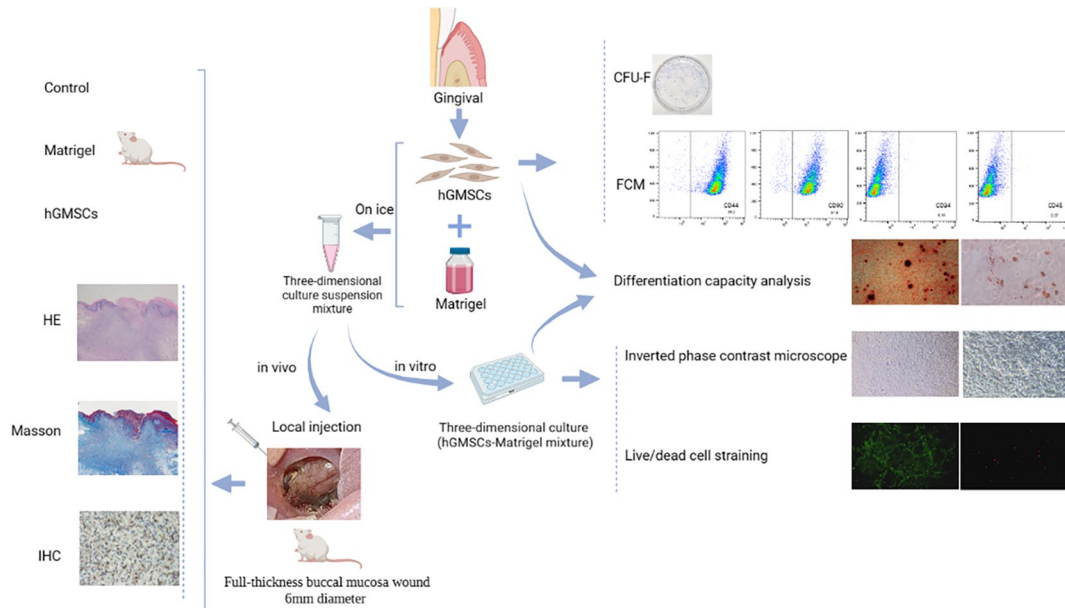 Control
Matrigel
hGMSCs
HE
Masson
IHC
Gingival
hGMSCs
On ice
Matrigel
Three-dimensional
culture suspension
mixture
in vivo
in vitro
Local injection
Three-dimensional culture
(hGMSCs-Matrigel mixture)
Full-thickness buccal mucosa wound
6mm diameter
CFU-F
FCM
CD44
CD90
CD34
CD45
Differentiation capacity analysis
Inverted phase contrast microscope
Live/dead cell straining